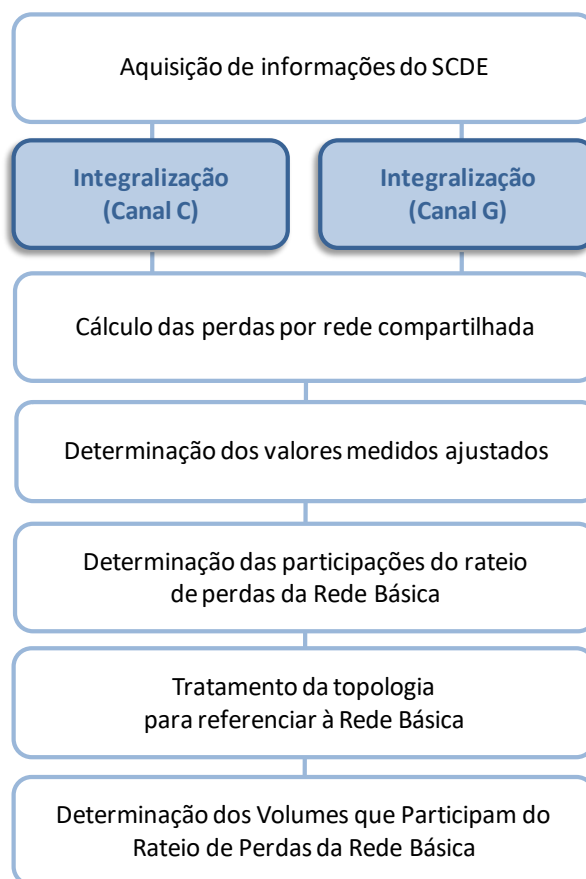 Aquisição de informações do SCDE
Integralização
(Canal C)
Integralização
(Canal G)
Cálculo das perdas por rede compartilhada
Determinação dos valores medidos ajustados
Determinação das participações do rateio
de perdas da Rede Básica
Tratamento da topologia
para referenciar à Rede Básica
Determinação dos Volumes que Participam do
Rateio de Perdas da Rede Básica